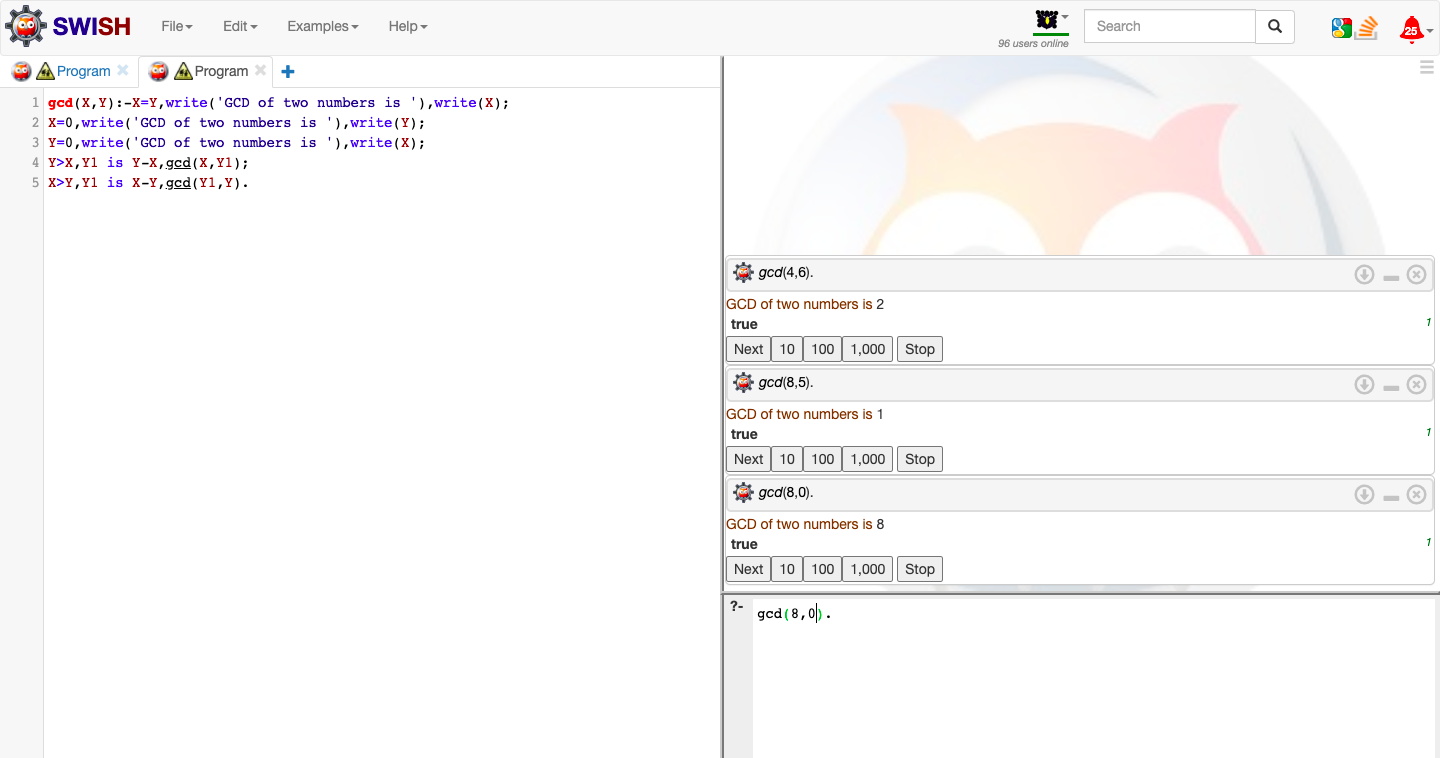 SWISH File Edit Examples Help 96 users online Search 25
Program Program
1 gcd(X,Y):-X=Y,write('GCD of two numbers is '),write(X);
2 X=0,write('GCD of two numbers is '),write(Y);
3 Y=0,write('GCD of two numbers is '),write(X);
4 Y>X,Y1 is Y-X,gcd(X,Y1);
5 X>Y,Y1 is X-Y,gcd(Y1,Y).
gcd(4,6).
GCD of two numbers is 2
true 1
Next 10 100 1,000 Stop
gcd(8,5).
GCD of two numbers is 1
true 1
Next 10 100 1,000 Stop
gcd(8,0).
GCD of two numbers is 8
true 1
Next 10 100 1,000 Stop
?- gcd(8,0).